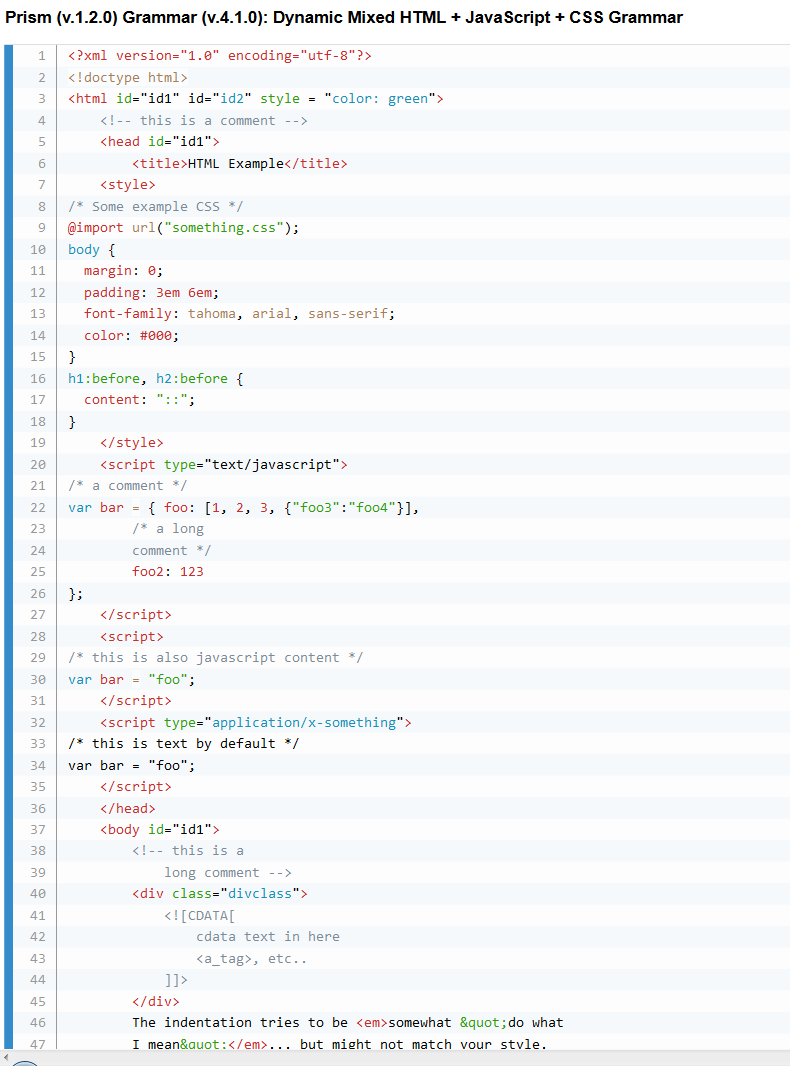 Prism (v.1.2.0) Grammar (v.4.1.0): Dynamic Mixed HTML + JavaScript + CSS Grammar
1 <?xml version="1.0" encoding="utf-8"?>
2 <!doctype html>
3 <html id="id1" id="id2" style = "color: green">
4     <!-- this is a comment -->
5     <head id="id1">
6         <title>HTML Example</title>
7     <style>
8 /* Some example CSS */
9 @import url("something.css");
10 body {
11   margin: 0;
12   padding: 3em 6em;
13   font-family: tahoma, arial, sans-serif;
14   color: #000;
15 }
16 h1:before, h2:before {
17   content: "::";
18 }
19     </style>
20     <script type="text/javascript">
21 /* a comment */
22 var bar = { foo: [1, 2, 3, {"foo3":"foo4"}],
23         /* a long
24         comment */
25         foo2: 123
26 };
27     </script>
28     <script>
29 /* this is also javascript content */
30 var bar = "foo";
31     </script>
32     <script type="application/x-something">
33 /* this is text by default */
34 var bar = "foo";
35     </script>
36     </head>
37     <body id="id1">
38         <!-- this is a
39             long comment -->
40         <div class="divclass">
41             <![CDATA[
42                 cdata text in here
43                 <a_tag>, etc..
44             ]]>
45         </div>
46         The indentation tries to be <em>somewhat &quot;do what
47         I mean&quot;</em>... but might not match your style.